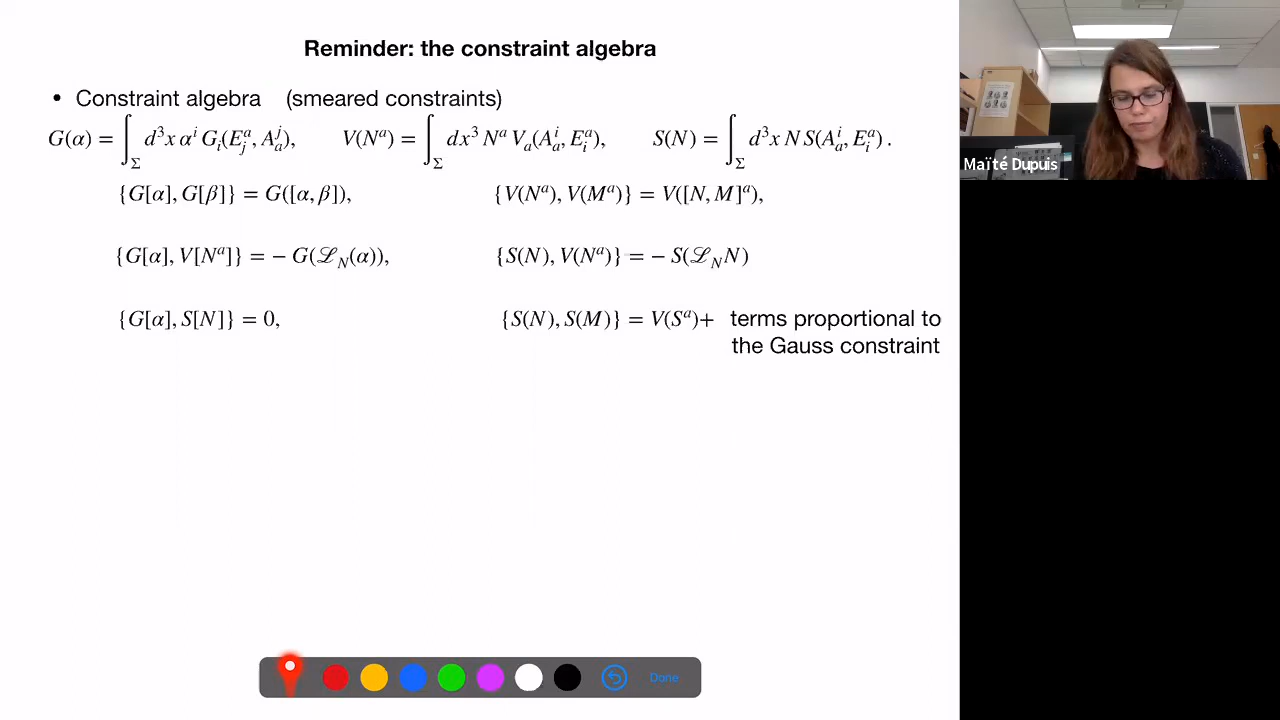 Reminder: the constraint algebra
• Constraint algebra (smeared constraints)
G(α) = ∫_Σ d³x αⁱ G_i(E^a_j, A^j_a), V(N^a) = ∫_Σ dx³ N^a V_a(A^i_a, E^a_i), S(N) = ∫_Σ d³x N S(A^i_a, E^a_i) .
{G[α], G[β]} = G([α, β]), {V(N^a), V(M^a)} = V([N, M]^a),
{G[α], V[N^a]} = − G(ℒ_N(α)), {S(N), V(N^a)} = − S(ℒ_N N)
{G[α], S[N]} = 0, {S(N), S(M)} = V(S^a)+ terms proportional to
the Gauss constraint
Maïté Dupuis
Done